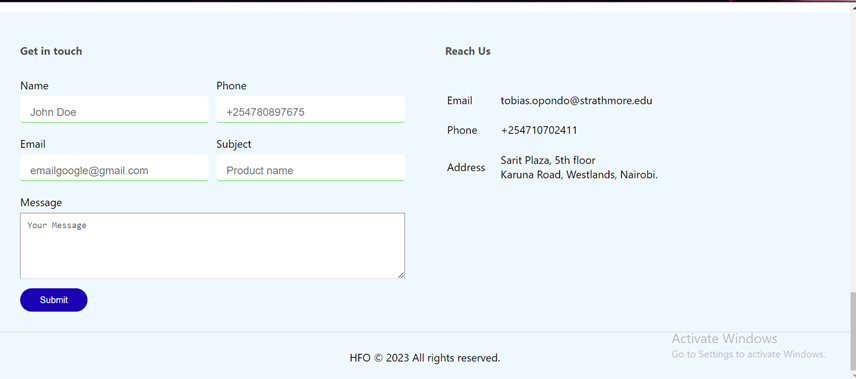 Get in touch
Name
Phone
John Doe
+254780897675
Email
Subject
emailgoogle@gmail.com
Product name
Message
Your Message
Submit
Reach Us
Email tobias.opondo@strathmore.edu
Phone +254710702411
Address Sarit Plaza, 5th floor
Karuna Road, Westlands, Nairobi.
Activate Windows
Go to Settings to activate Windows.
HFO © 2023 All rights reserved.